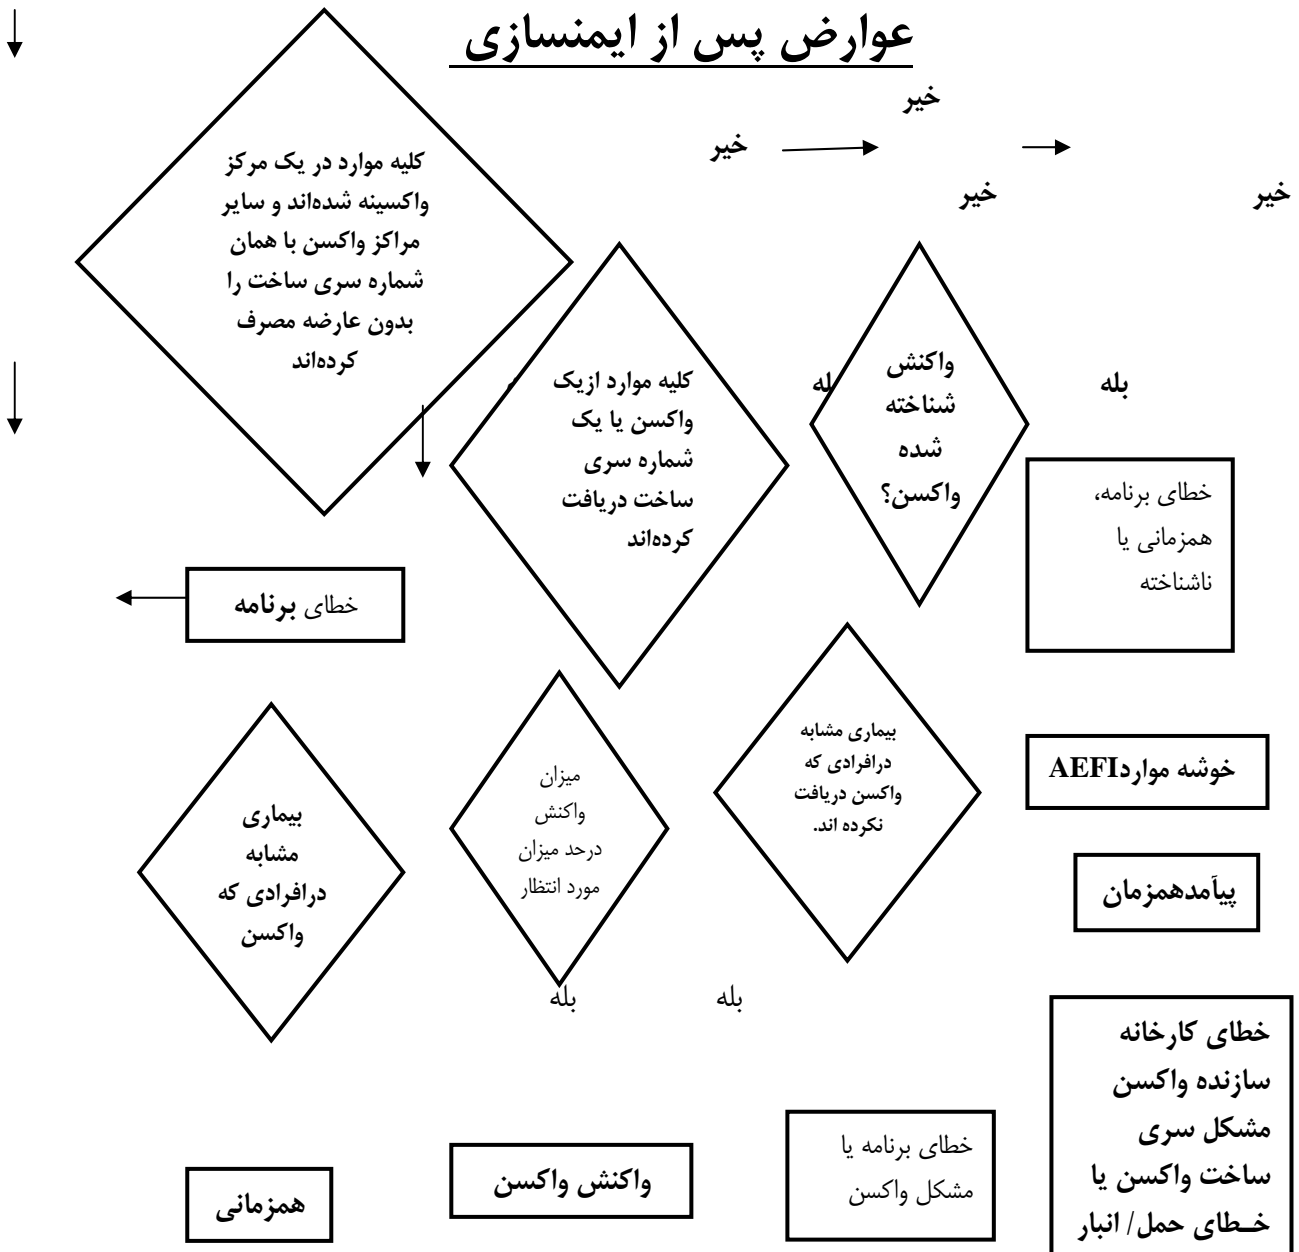 عوارض پس از ایمنسازی
خیر
خیر
خیر
خیر
کلیه موارد در یک مرکز
واکسینه شده‌اند و سایر
مراکز واکسن با همان
شماره سری ساخت را
بدون عارضه مصرف
کرده‌اند
واکنش
شناخته
شده
واکسن؟
کلیه موارد ازیک
واکسن یا یک
شماره سری
ساخت دریافت
کرده‌اند
بله
خطای برنامه،
همزمانی یا
ناشناخته
خطای برنامه
بیماری مشابه
درافرادی که
واکسن دریافت
نکرده اند.
میزان
واکنش
درحد میزان
مورد انتظار
بیماری
مشابه
درافرادی که
واکسن
خوشه مواردAEFI
پیآمدهمزمان
بله
بله
خطای کارخانه
سازنده واکسن
مشکل سری
ساخت واکسن یا
خـطای حمل/ انبار
خطای برنامه یا
مشکل واکسن
واکنش واکسن
همزمانی